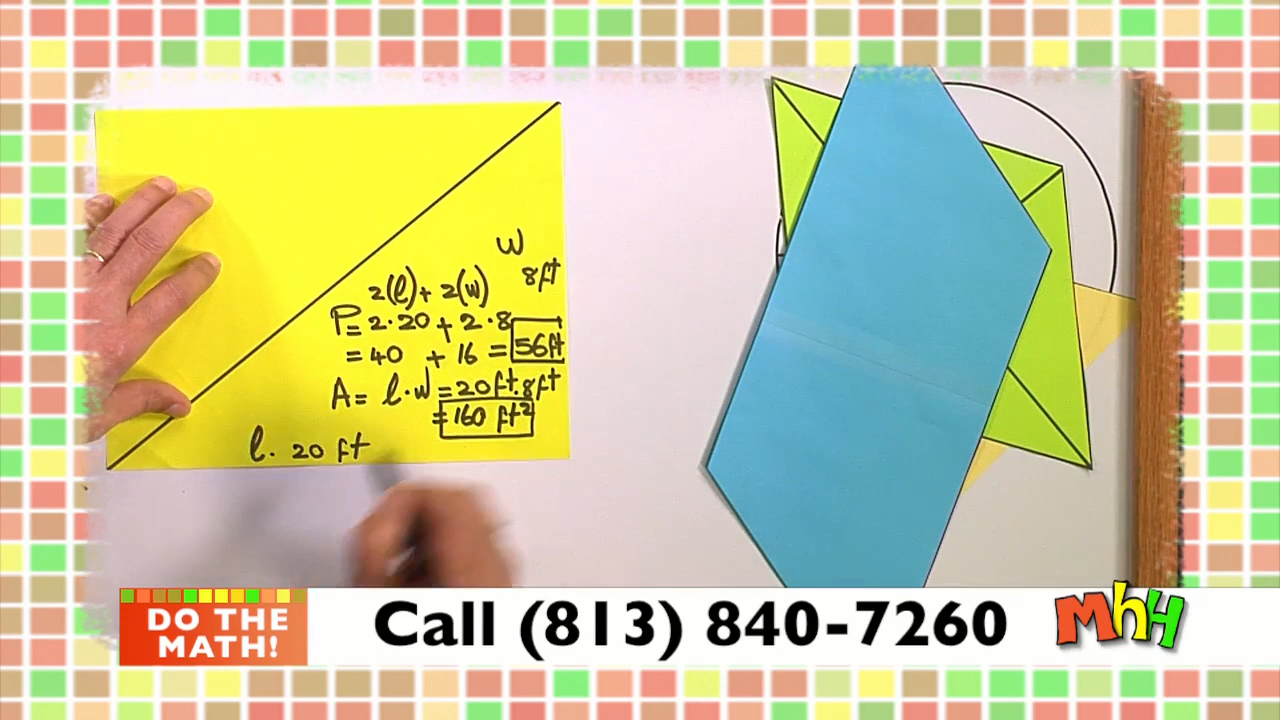 W
8ft
2(l) + 2(w)
P = 2·20 + 2·8
= 40 + 16 = 56ft
A = l·w = 20ft·8ft
= 160 ft²
l. 20 ft
DO THE
MATH!
Call (813) 840-7260
Mh4